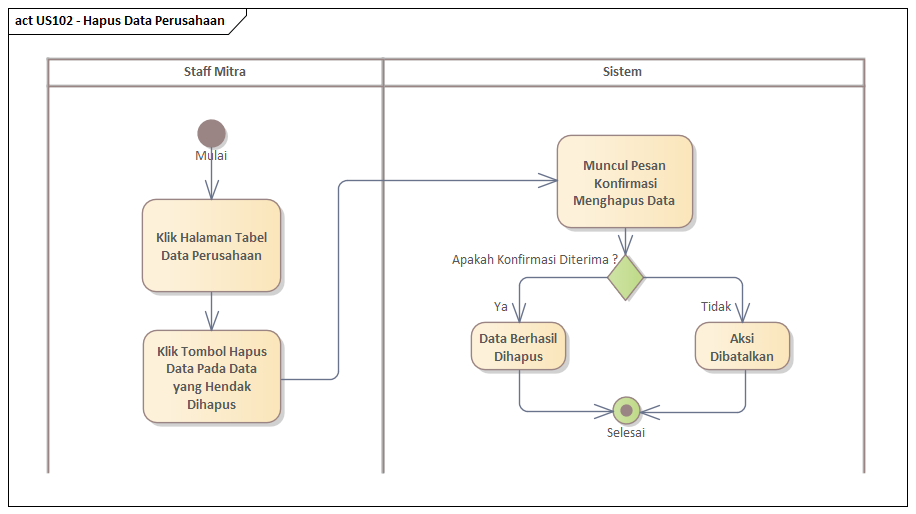 act US102 - Hapus Data Perusahaan
Staff Mitra
Sistem
Mulai
Klik Halaman Tabel
Data Perusahaan
Klik Tombol Hapus
Data Pada Data
yang Hendak
Dihapus
Muncul Pesan
Konfirmasi
Menghapus Data
Apakah Konfirmasi Diterima ?
Ya
Tidak
Data Berhasil
Dihapus
Aksi
Dibatalkan
Selesai